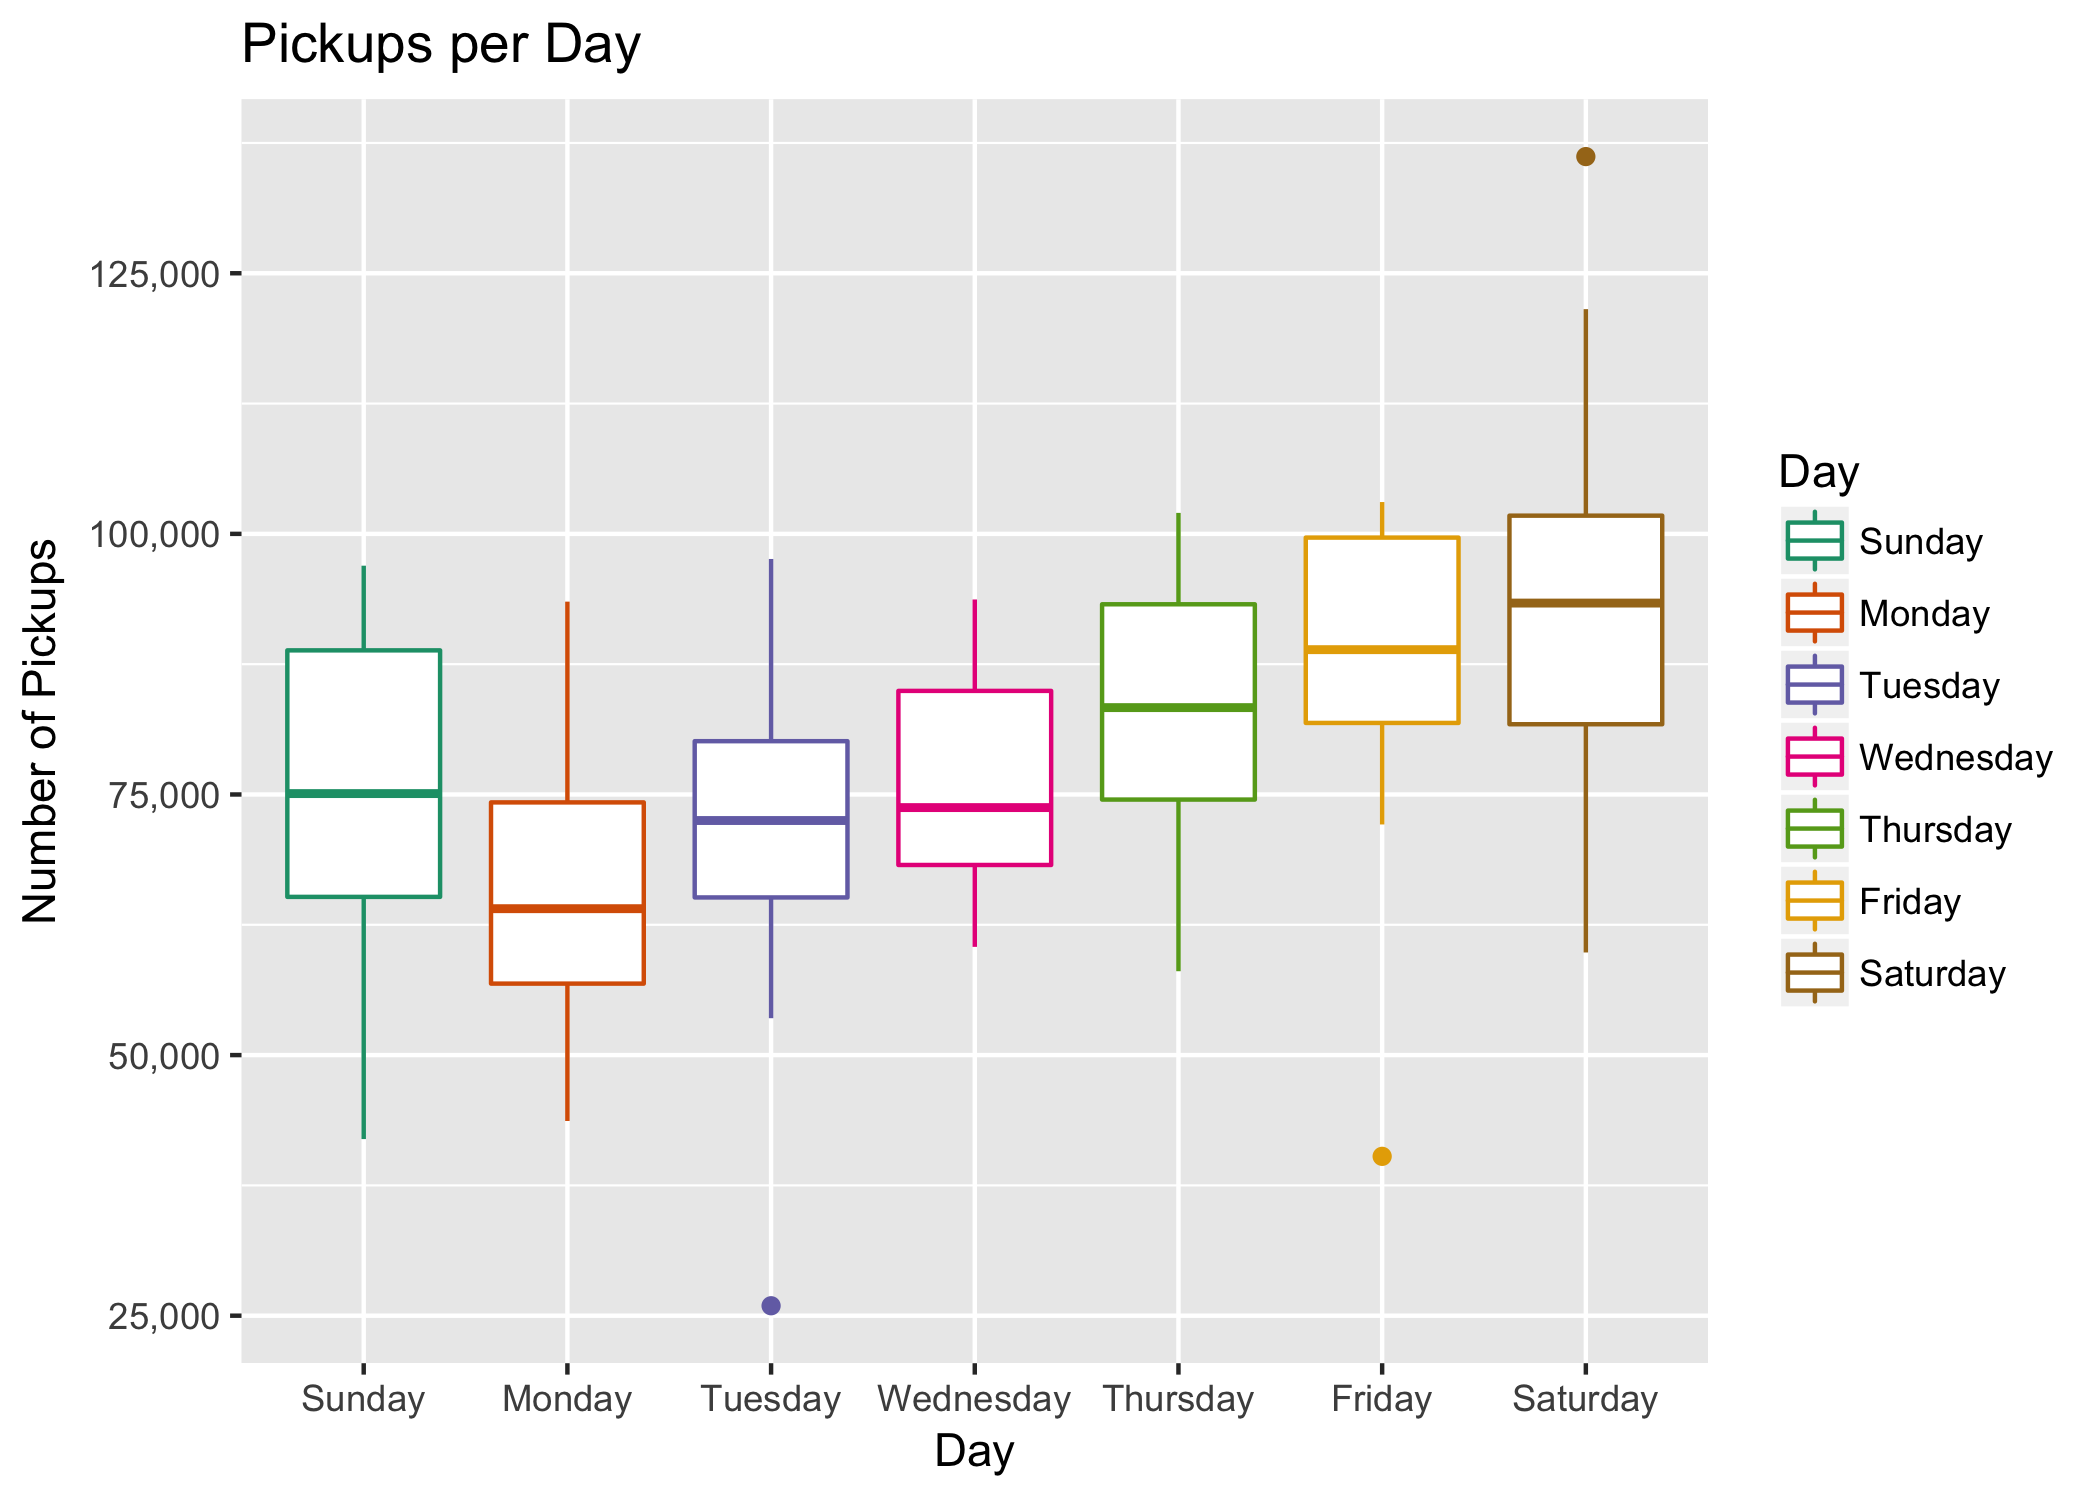 Pickups per Day
Number of Pickups
125,000
100,000
75,000
50,000
25,000
Sunday Monday Tuesday Wednesday Thursday Friday Saturday
Day
Day
Sunday
Monday
Tuesday
Wednesday
Thursday
Friday
Saturday